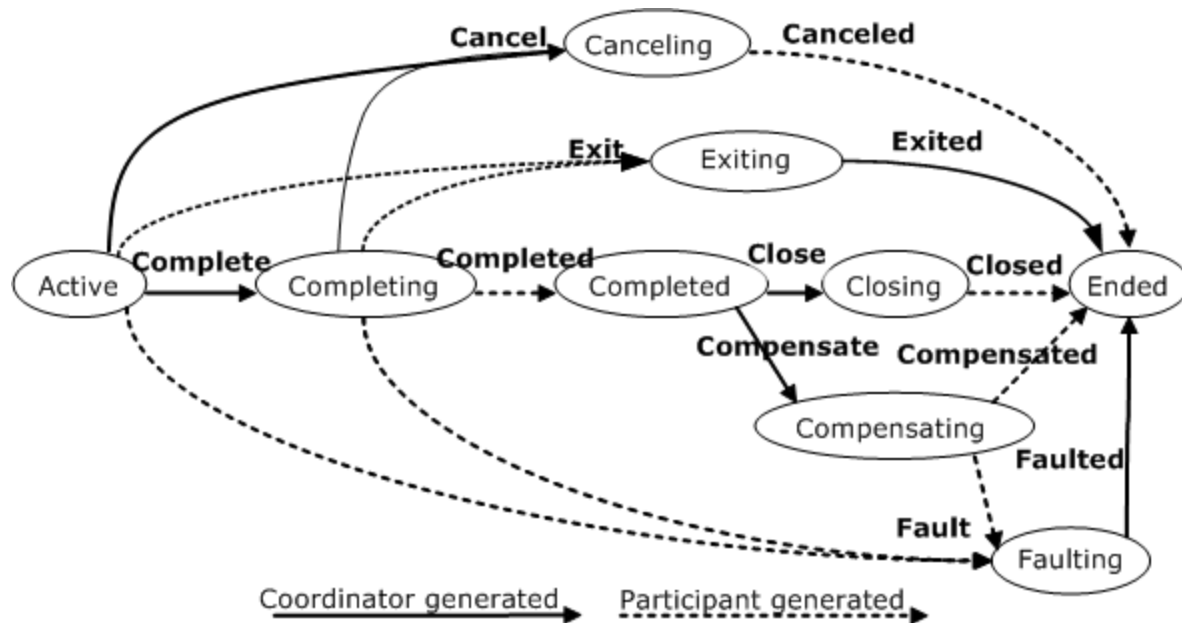 Cancel
Canceling
Canceled
Exit
Exiting
Exited
Active
Complete
Completing
Completed
Completed
Close
Closing
Closed
Ended
Compensate
Compensated
Compensating
Faulted
Fault
Faulting
Coordinator generated
Participant generated